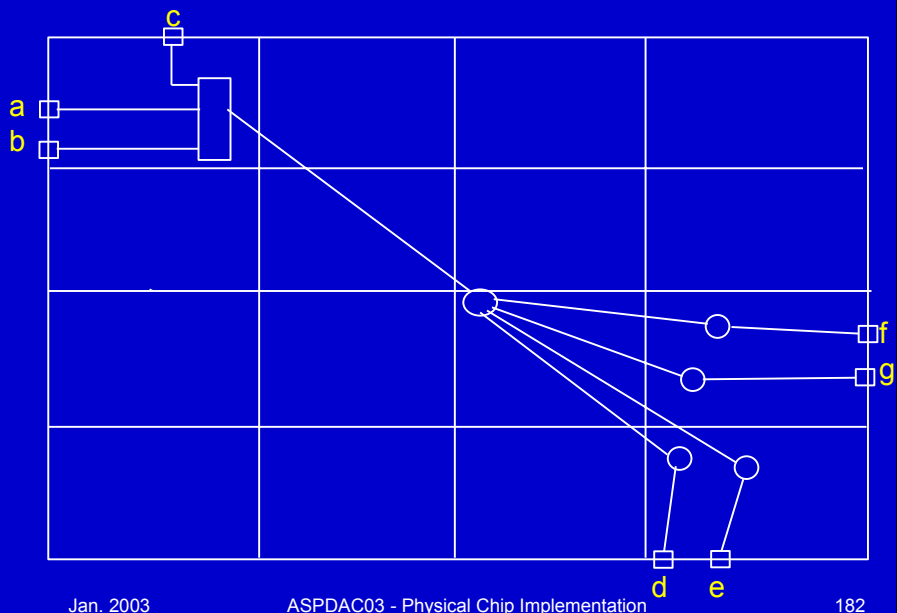 c
a
b
f
g
d e
Jan. 2003 ASPDAC03 - Physical Chip Implementation 182